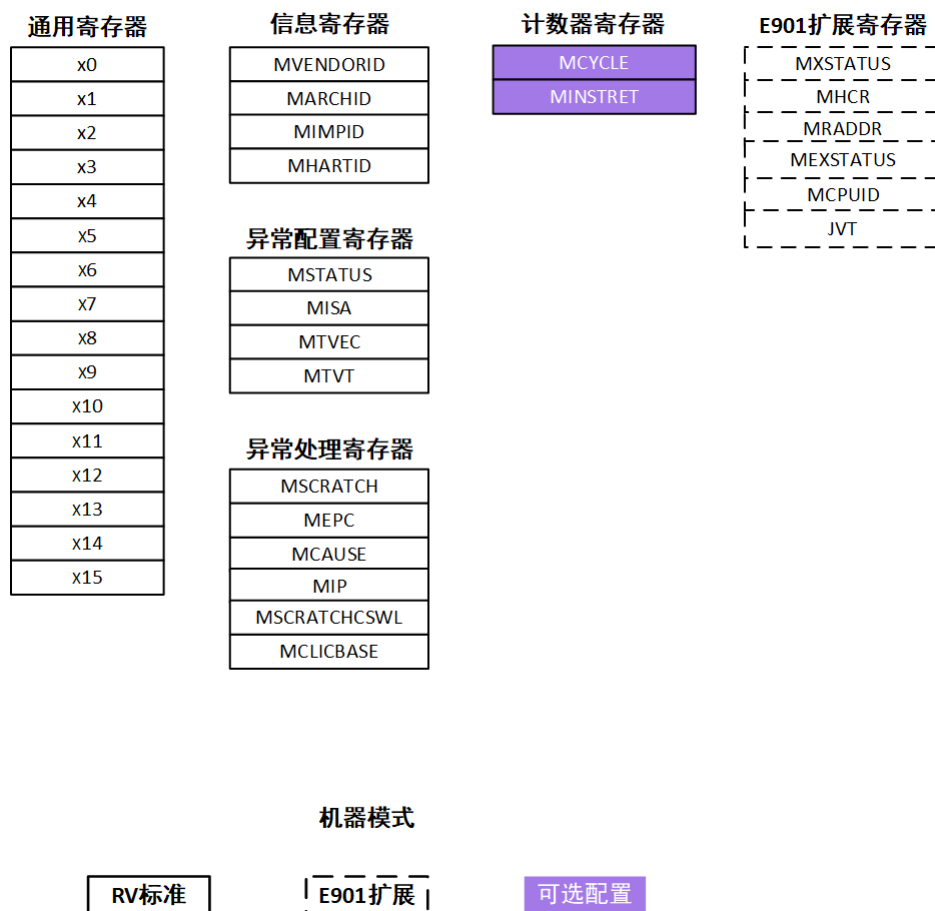 通用寄存器
x0
x1
x2
x3
x4
x5
x6
x7
x8
x9
x10
x11
x12
x13
x14
x15
信息寄存器
MVENDORID
MARCHID
MIMPID
MHARTID
异常配置寄存器
MSTATUS
MISA
MTVEC
MTVT
异常处理寄存器
MSCRATCH
MEPC
MCAUSE
MIP
MSCRATCHCSWL
MCLICBASE
计数器寄存器
MCYCLE
MINSTRET
E901扩展寄存器
MXSTATUS
MHCR
MRADDR
MEXSTATUS
MCPUID
JVT
机器模式
RV标准
E901扩展
可选配置